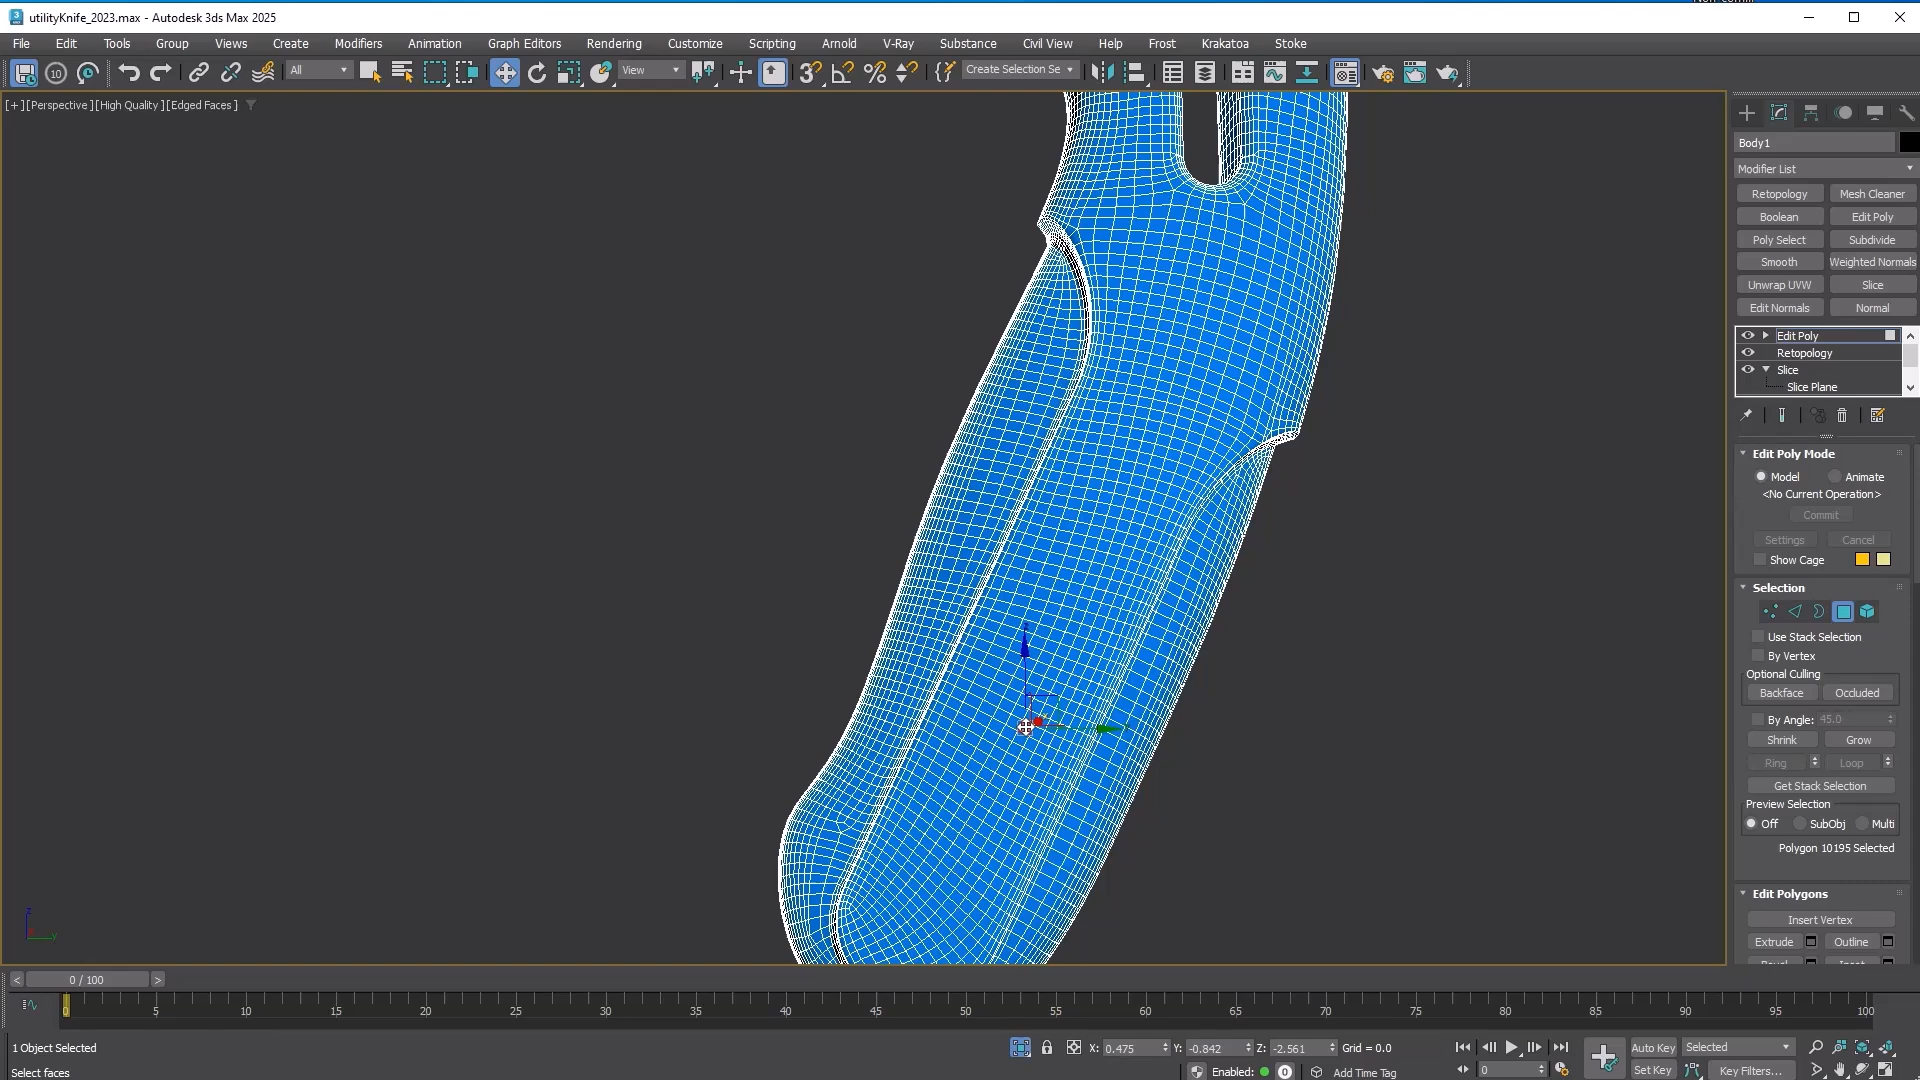 utilityKnife_2023.max - Autodesk 3ds Max 2025
File Edit Tools Group Views Create Modifiers Animation Graph Editors Rendering Customize Scripting Arnold V-Ray Substance Civil View Help Frost Krakatoa Stoke
10 All View Create Selection Se
[+] [Perspective] [High Quality] [Edged Faces]
Body1
Modifier List
Retopology Mesh Cleaner
Boolean Edit Poly
Poly Select Subdivide
Smooth Weighted Normals
Unwrap UVW Slice
Edit Normals Normal
Edit Poly
Retopology
Slice
Slice Plane
Edit Poly Mode
Model Animate
<No Current Operation>
Commit
Settings Cancel
Show Cage
Selection
Use Stack Selection
By Vertex
Optional Culling
Backface Occluded
By Angle: 45.0
Shrink Grow
Ring Loop
Get Stack Selection
Preview Selection
Off SubObj Multi
Polygon 10195 Selected
Edit Polygons
Insert Vertex
Extrude Outline
z
y
< 0 / 100 >
0 5 10 15 20 25 30 35 40 45 50 55 60 65 70 75 80 85 90 95 100
1 Object Selected X: 0.475 Y: -0.842 Z: -2.561 Grid = 0.0 Auto Key Selected
Select faces Enabled: 0 Add Time Tag 0 Set Key Key Filters...